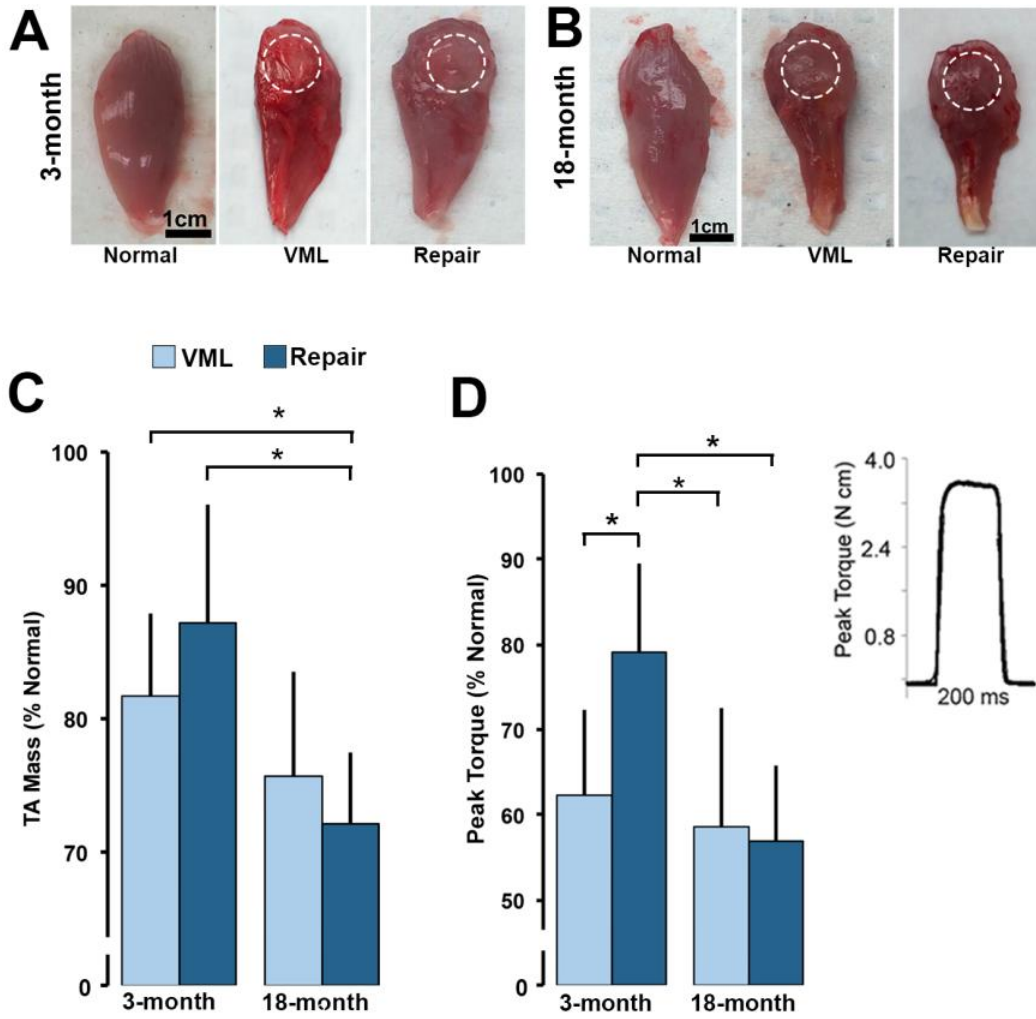 A
3-month
1cm
Normal VML Repair
B
18-month
1cm
Normal VML Repair
VML Repair
C
TA Mass (% Normal)
100
90
80
70
0
*
*
3-month 18-month
D
Peak Torque (% Normal)
100
90
80
70
60
50
0
*
*
*
3-month 18-month
Peak Torque (N cm)
4.0
2.4
0.8
200 ms